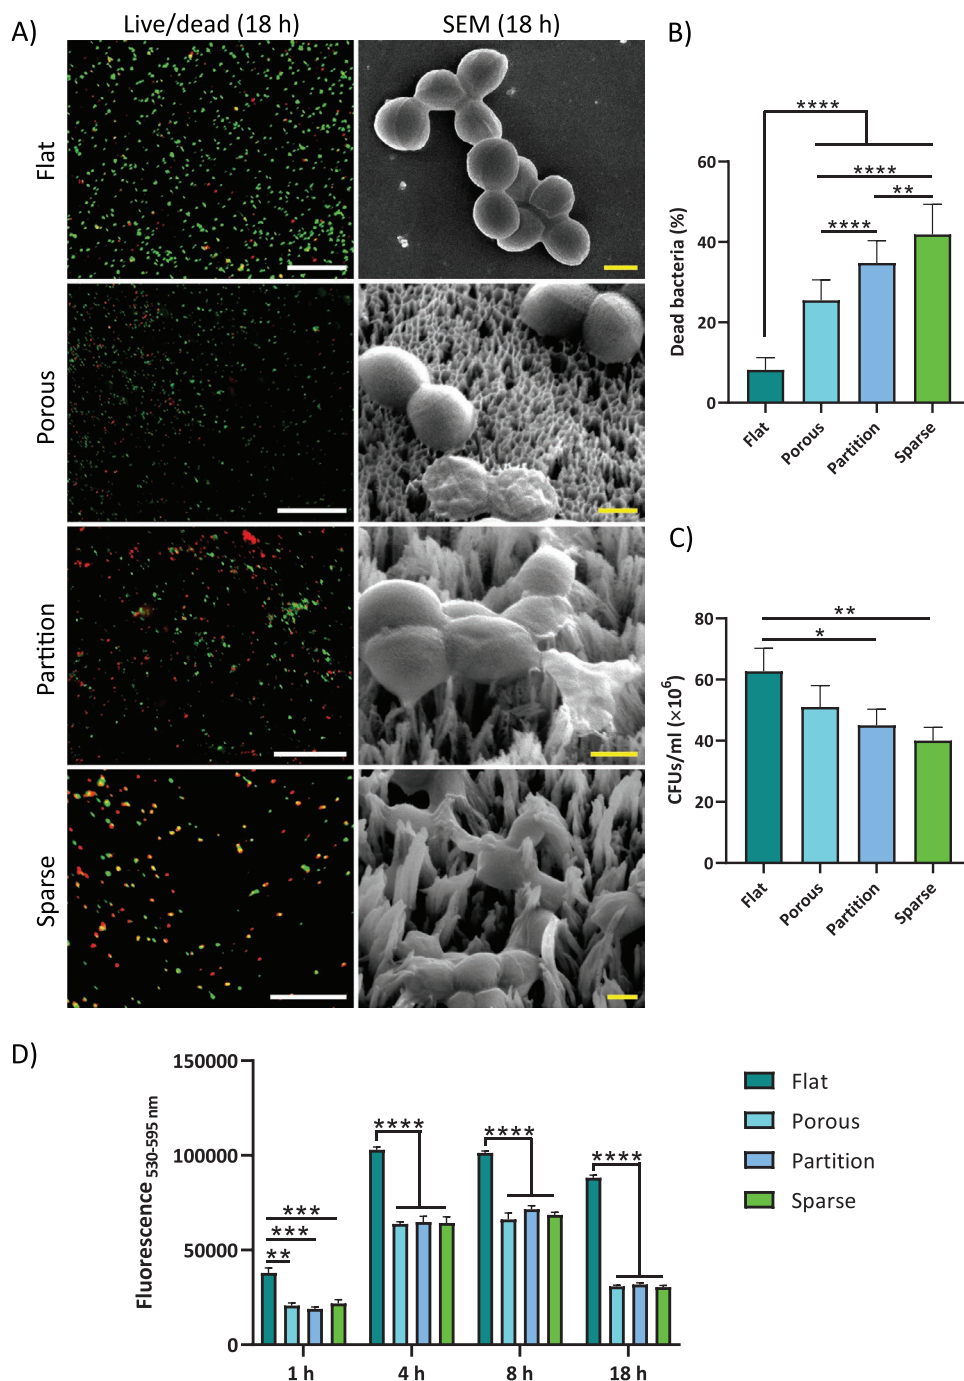 A)
Live/dead (18 h)
SEM (18 h)
Flat
Porous
Partition
Sparse
B)
****
****
**
****
Dead bacteria (%)
60
40
20
0
Flat
Porous
Partition
Sparse
C)
**
*
CFUs/ml (×10⁶)
80
60
40
20
0
Flat
Porous
Partition
Sparse
D)
Fluorescence 530-595 nm
150000
100000
50000
0
***
***
**
****
****
****
1 h
4 h
8 h
18 h
Flat
Porous
Partition
Sparse